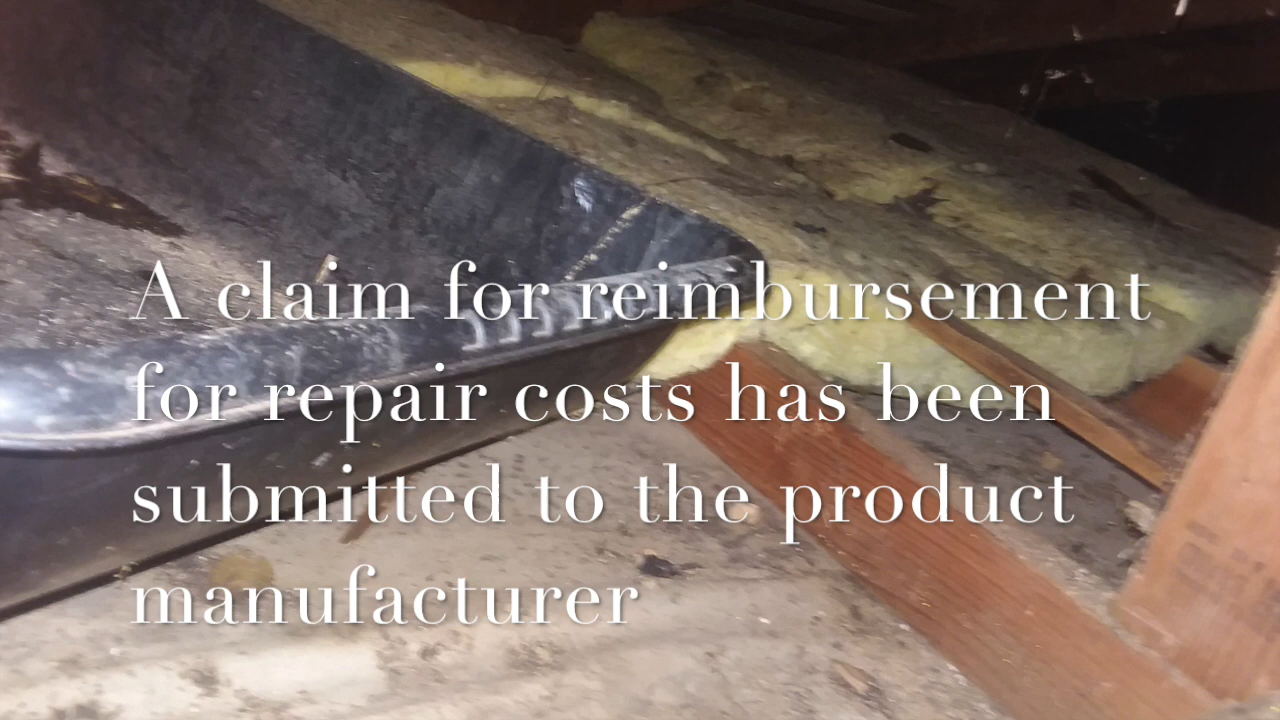 A claim for reimbursement
for repair costs has been
submitted to the product
manufacturer